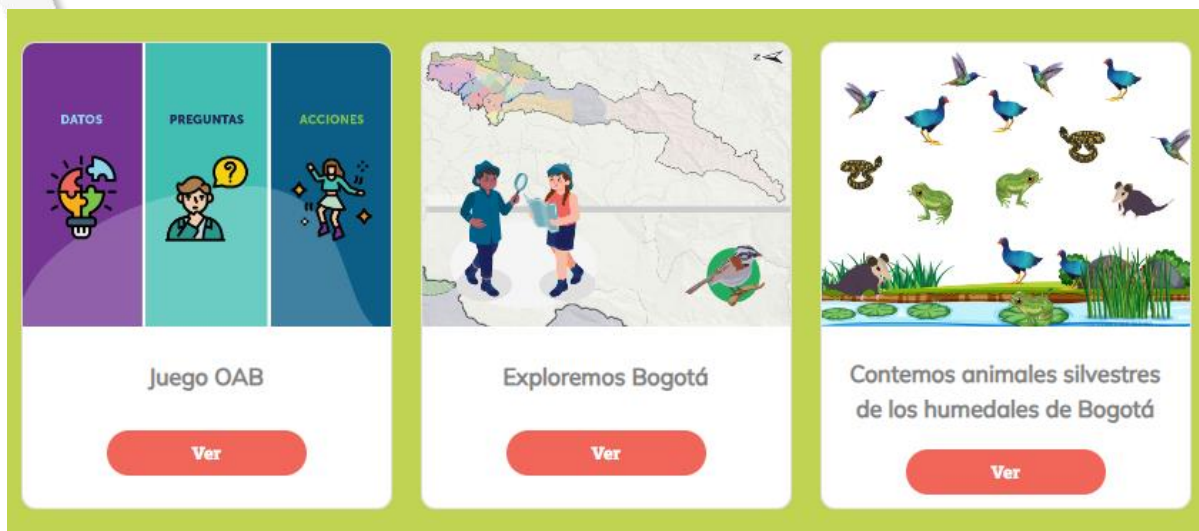 DATOS
PREGUNTAS
ACCIONES
?
Juego OAB
Ver
Z
Exploremos Bogotá
Ver
Contemos animales silvestres
de los humedales de Bogotá
Ver